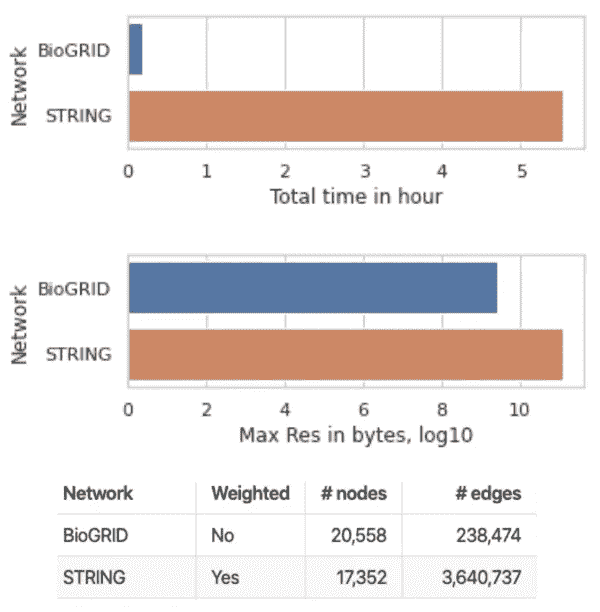 Network
BioGRID
STRING
0 1 2 3 4 5
Total time in hour
Network
BioGRID
STRING
0 2 4 6 8 10
Max Res in bytes, log10
Network Weighted # nodes # edges
BioGRID No 20,558 238,474
STRING Yes 17,352 3,640,737